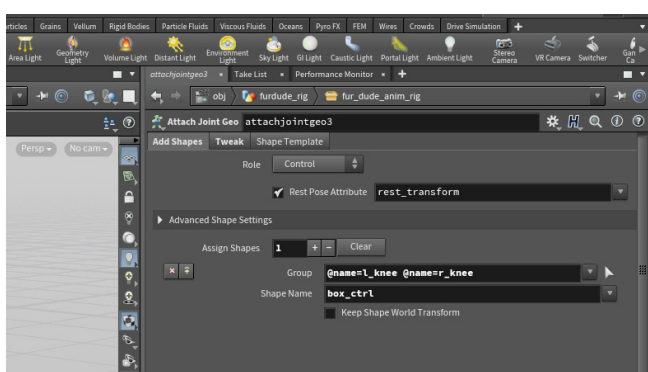 rticles Grains Vellum Rigid Bodies Particle Fluids Viscous Fluids Oceans Pyro FX FEM Wires Crowds Drive Simulation +
Area Light Geometry Light Volume Light Distant Light Environment Light Sky Light GI Light Caustic Light Portal Light Ambient Light Stereo Camera VR Camera Switcher Gan Ca
attachjointgeo3 × Take List × Performance Monitor × +
obj furdude_rig fur_dude_anim_rig
Attach Joint Geo attachjointgeo3
Persp No cam
Add Shapes Tweak Shape Template
Role Control
Rest Pose Attribute rest_transform
Advanced Shape Settings
Assign Shapes 1 + - Clear
Group @name=l_knee @name=r_knee
Shape Name box_ctrl
Keep Shape World Transform